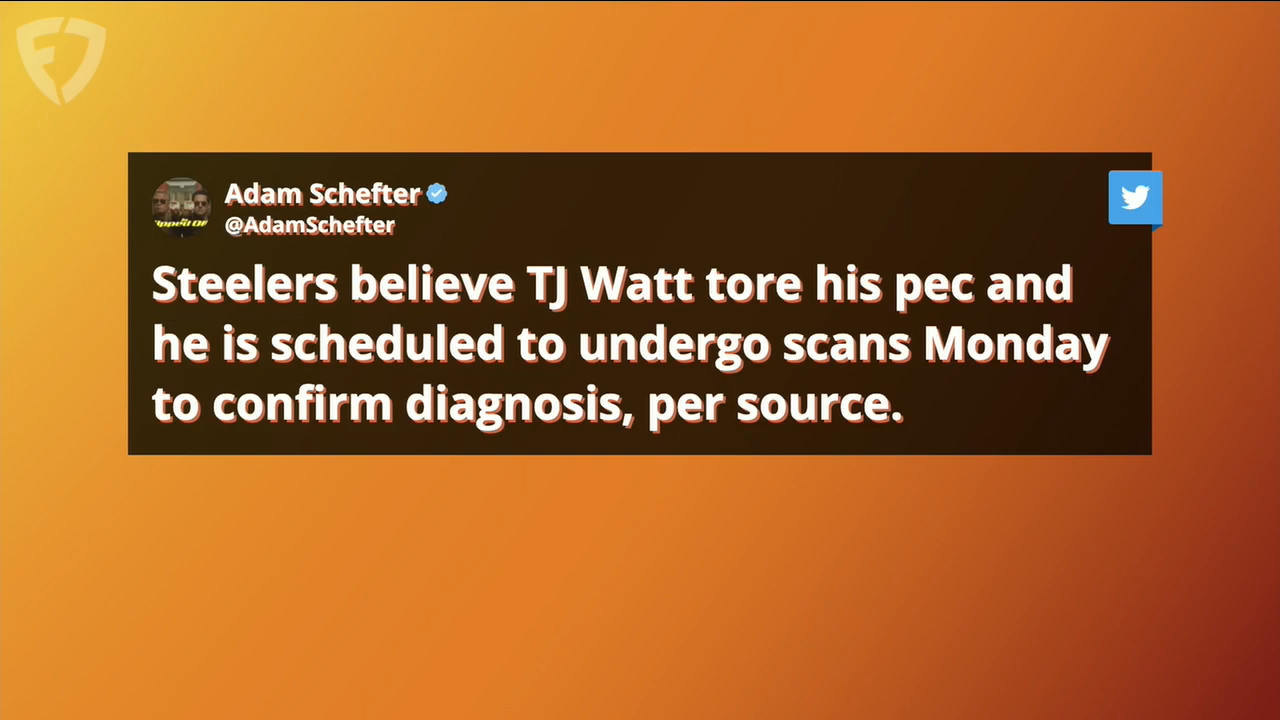 Adam Schefter
@AdamSchefter
Steelers believe TJ Watt tore his pec and
he is scheduled to undergo scans Monday
to confirm diagnosis, per source.